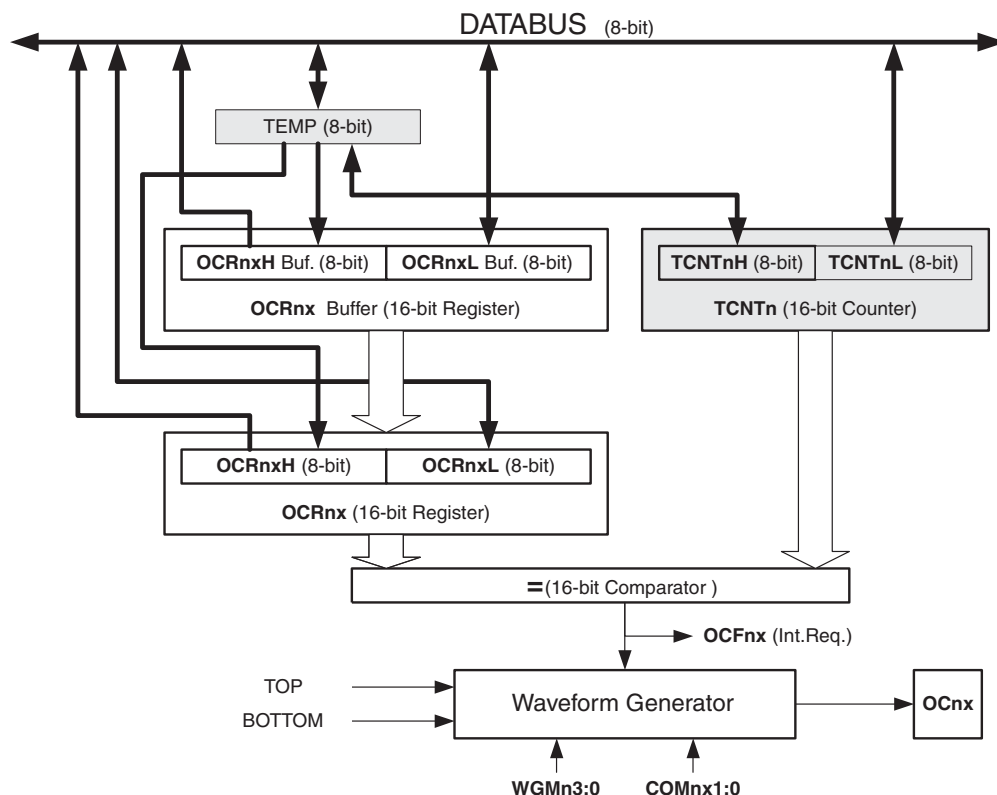 DATABUS (8-bit)
TEMP (8-bit)
OCRnxH Buf. (8-bit)
OCRnxL Buf. (8-bit)
OCRnx Buffer (16-bit Register)
TCNTnH (8-bit)
TCNTnL (8-bit)
TCNTn (16-bit Counter)
OCRnxH (8-bit)
OCRnxL (8-bit)
OCRnx (16-bit Register)
= (16-bit Comparator )
OCFnx (Int.Req.)
TOP
BOTTOM
Waveform Generator
OCnx
WGMn3:0
COMnx1:0